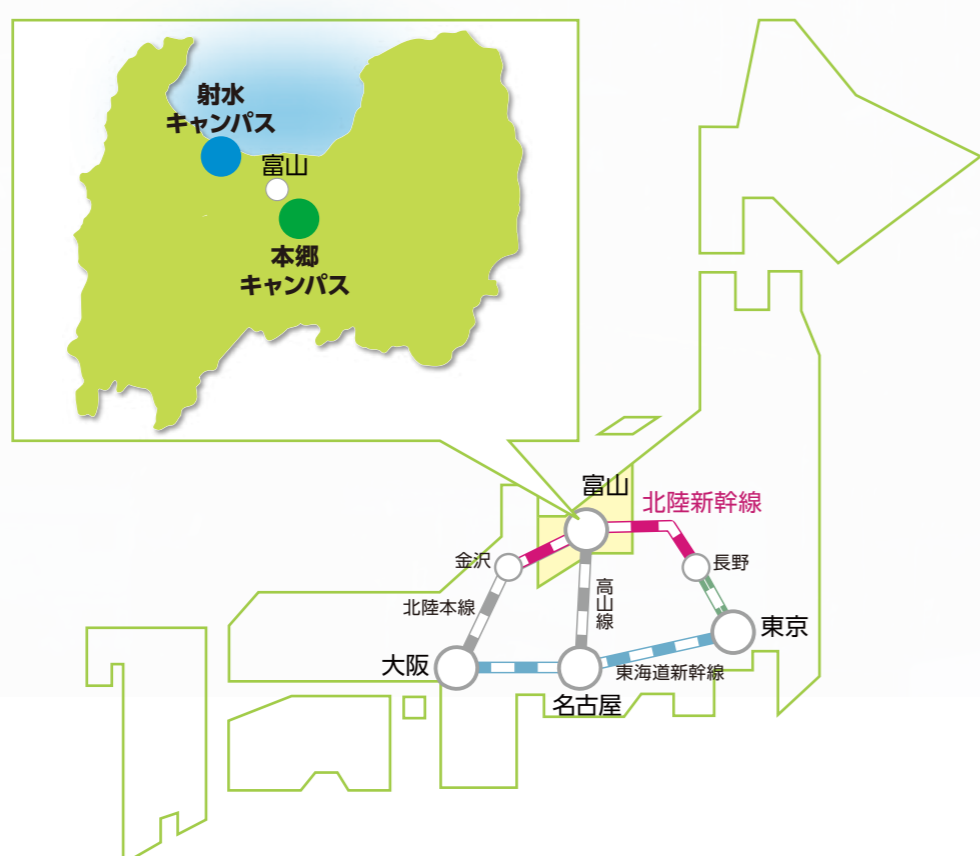 射水
キャンパス
富山
本郷
キャンパス
富山
北陸新幹線
金沢
長野
高山線
北陸本線
東京
大阪
東海道新幹線
名古屋